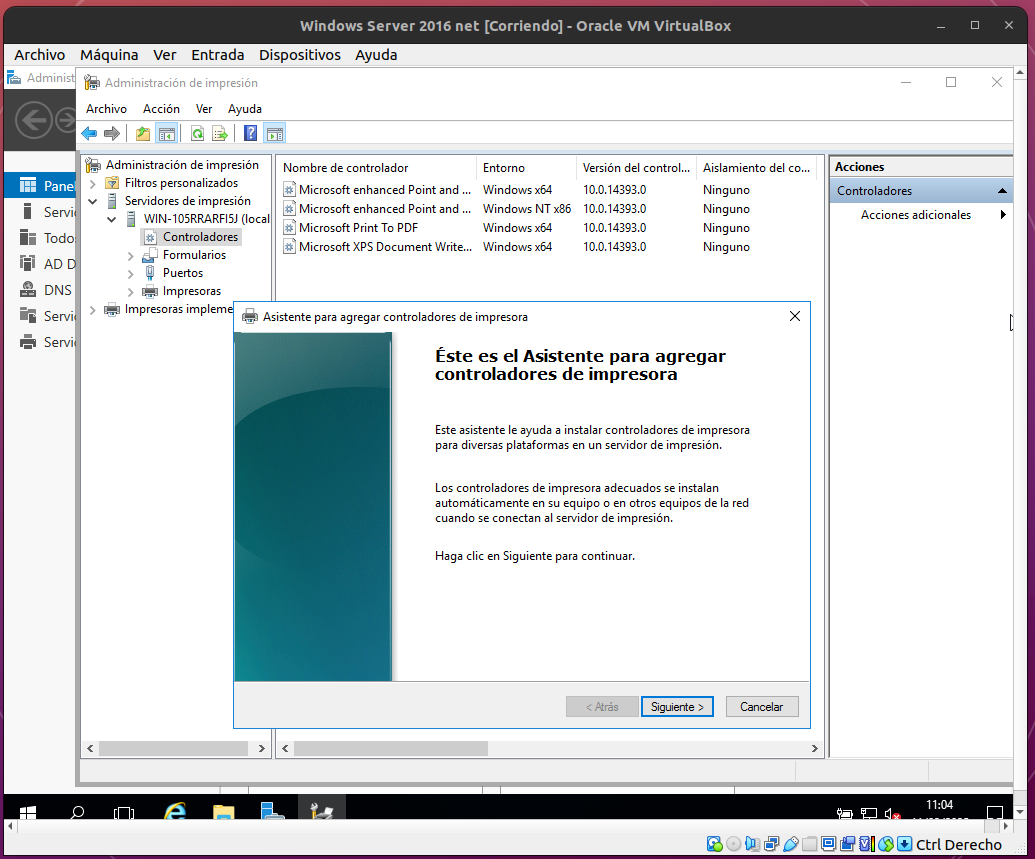 Windows Server 2016 net [Corriendo] - Oracle VM VirtualBox
Archivo Máquina Ver Entrada Dispositivos Ayuda
Administ
Administración de impresión
Archivo Acción Ver Ayuda
Panel
Servi
Todos
AD D
DNS
Servi
Servi
Administración de impresión
Filtros personalizados
Servidores de impresión
WIN-105RRARFI5J (local
Controladores
Formularios
Puertos
Impresoras
Impresoras impleme
Nombre de controlador Entorno Versión del control... Aislamiento del co...
Microsoft enhanced Point and ... Windows x64 10.0.14393.0 Ninguno
Microsoft enhanced Point and ... Windows NT x86 10.0.14393.0 Ninguno
Microsoft Print To PDF Windows x64 10.0.14393.0 Ninguno
Microsoft XPS Document Write... Windows x64 10.0.14393.0 Ninguno
Acciones
Controladores
Acciones adicionales
Asistente para agregar controladores de impresora
Éste es el Asistente para agregar
controladores de impresora
Este asistente le ayuda a instalar controladores de impresora
para diversas plataformas en un servidor de impresión.
Los controladores de impresora adecuados se instalan
automáticamente en su equipo o en otros equipos de la red
cuando se conectan al servidor de impresión.
Haga clic en Siguiente para continuar.
< Atrás Siguiente > Cancelar
11:04
Ctrl Derecho